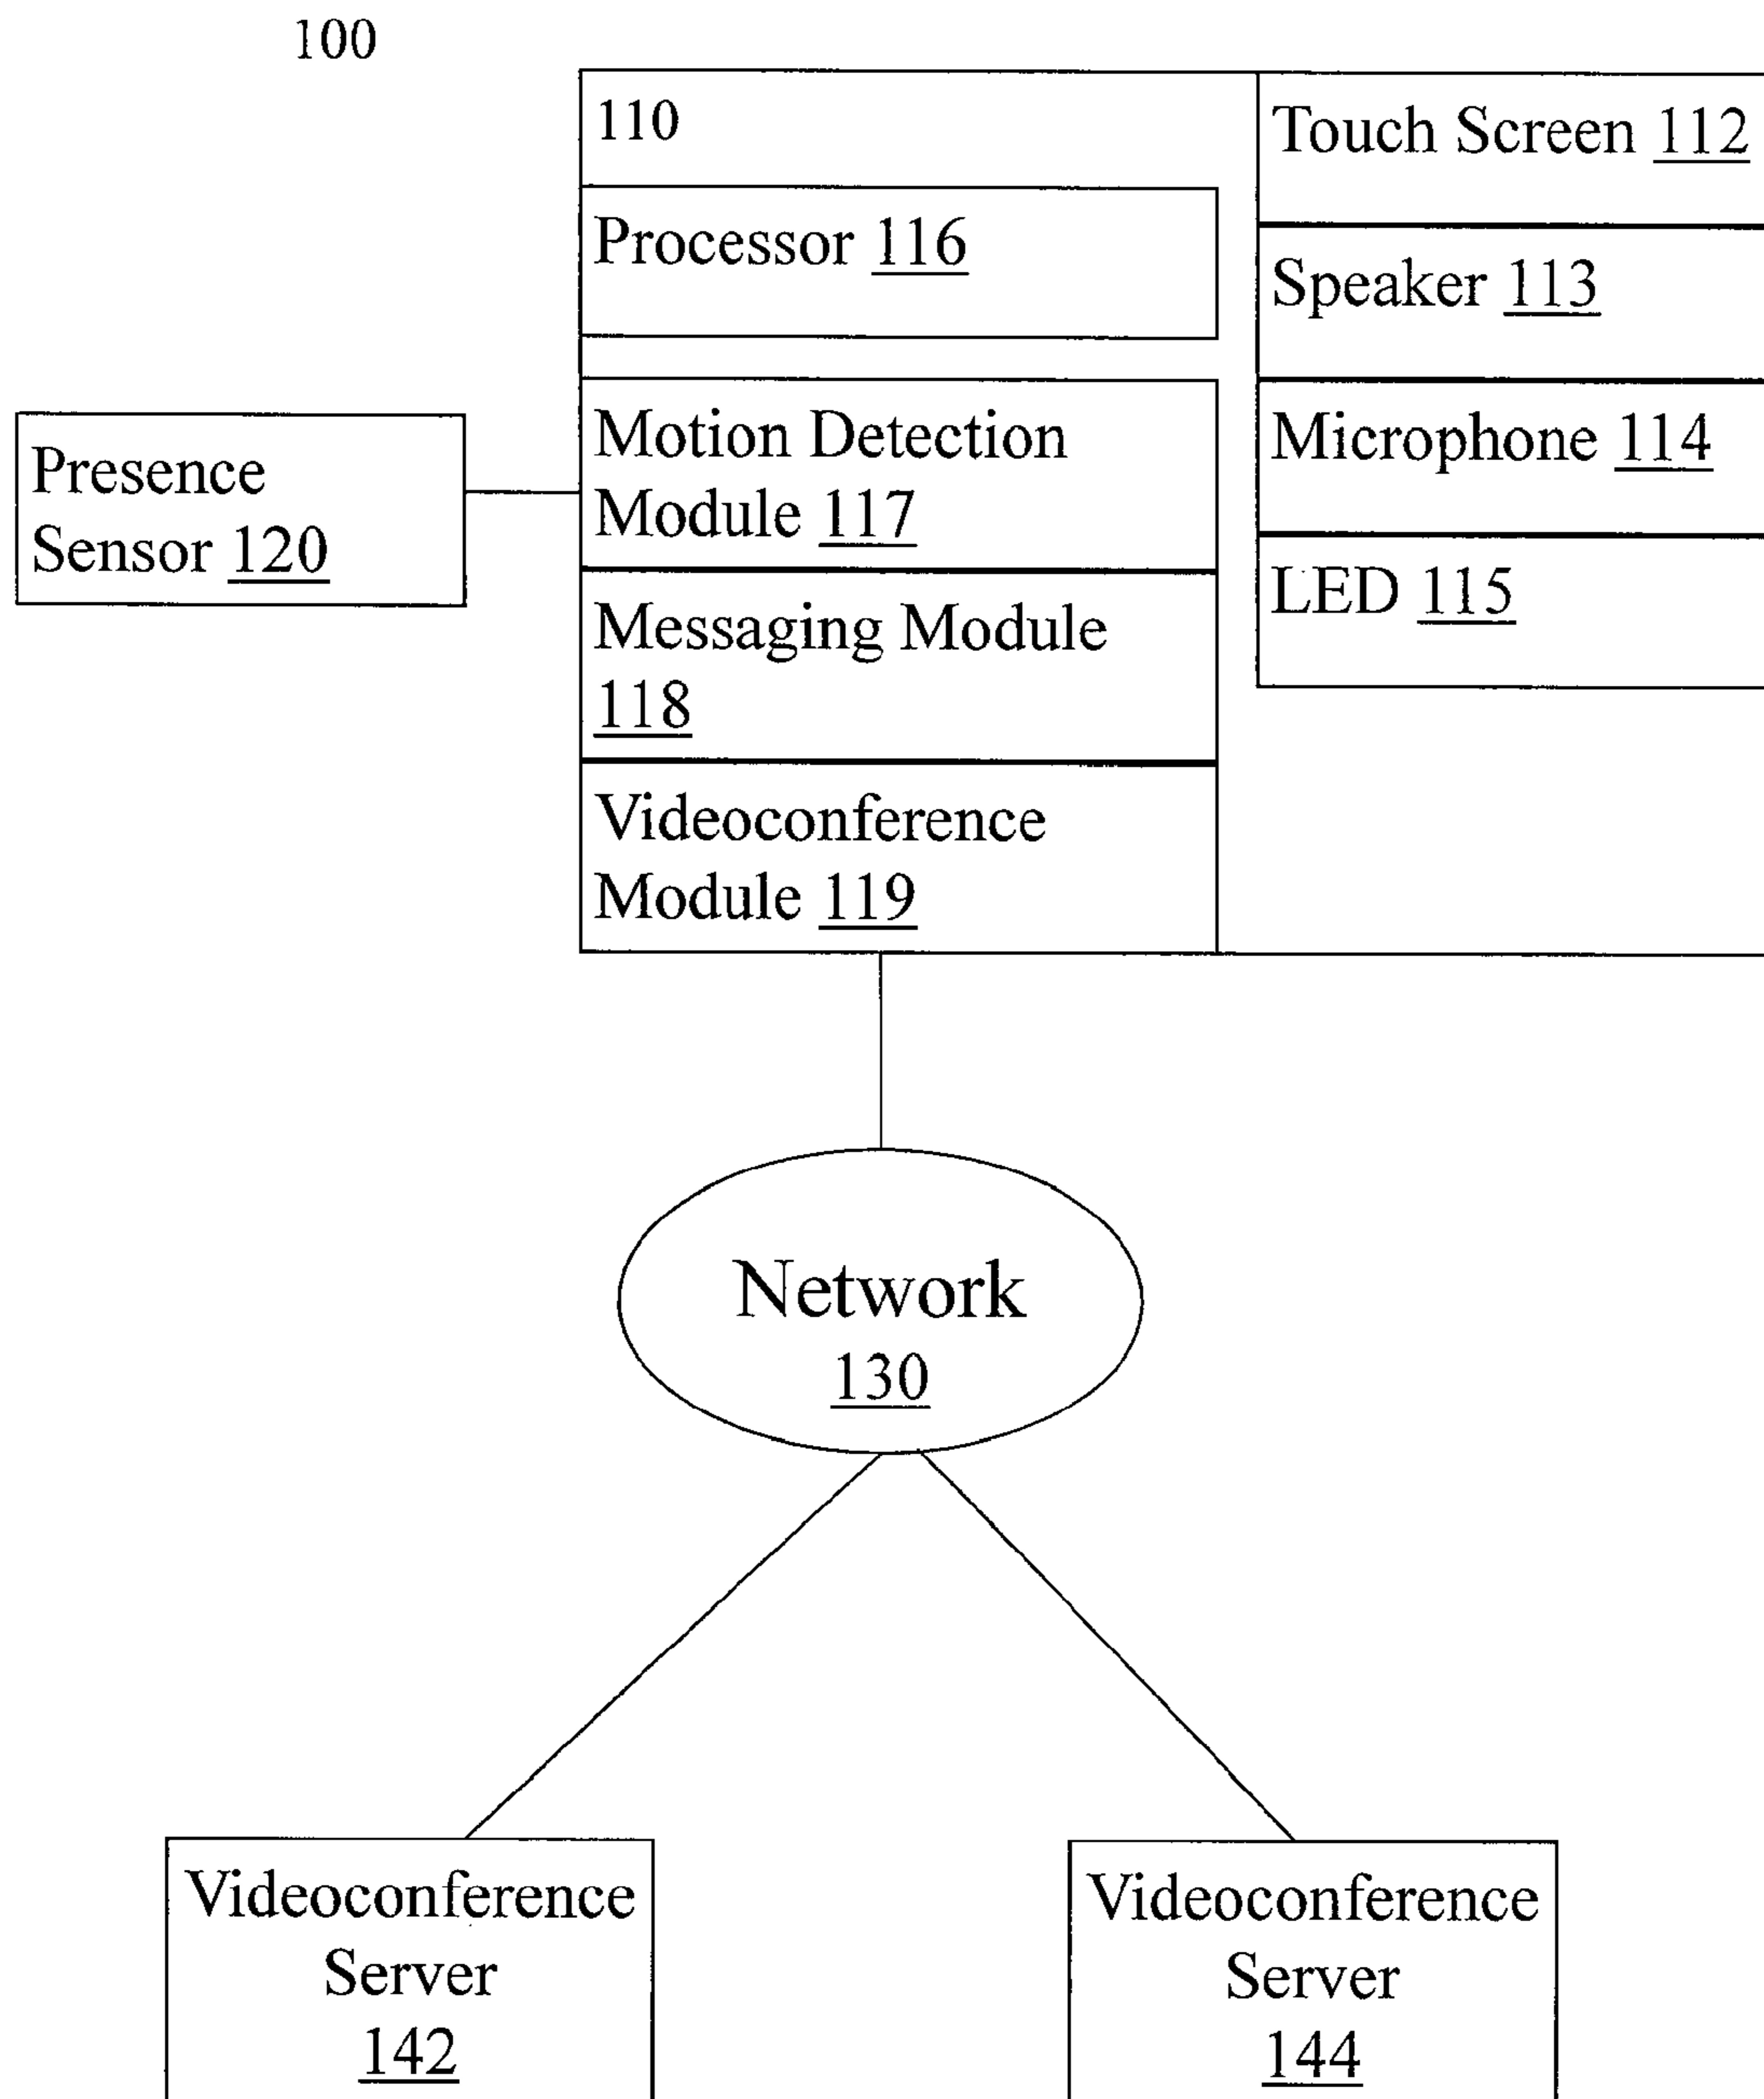 100
110
Processor 116
Motion Detection
Module 117
Messaging Module
118
Videoconference
Module 119
Touch Screen 112
Speaker 113
Microphone 114
LED 115
Presence
Sensor 120
Network
130
Videoconference
Server
142
Videoconference
Server
144